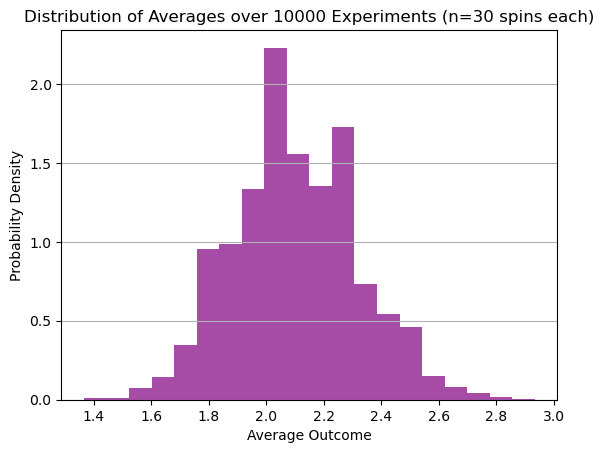 Distribution of Averages over 10000 Experiments (n=30 spins each)
Probability Density
2.0
1.5
1.0
0.5
0.0
1.4 1.6 1.8 2.0 2.2 2.4 2.6 2.8 3.0
Average Outcome